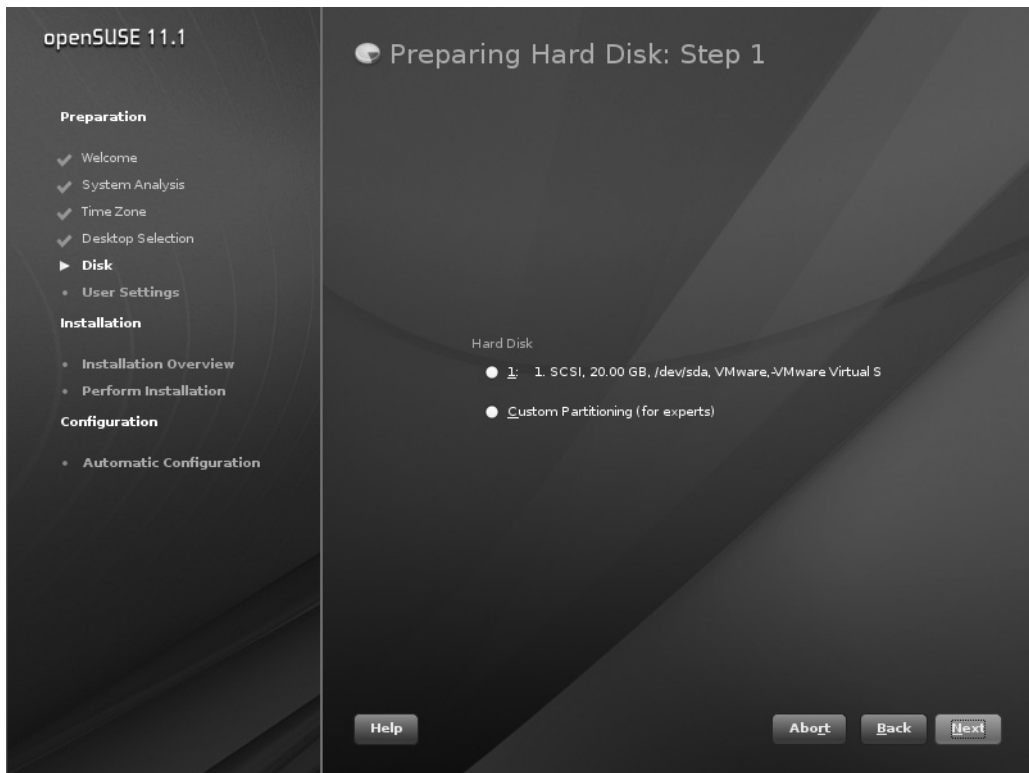 openSUSE 11.1
Preparation
Welcome
System Analysis
Time Zone
Desktop Selection
Disk
User Settings
Installation
Installation Overview
Perform Installation
Configuration
Automatic Configuration
Preparing Hard Disk: Step 1
Hard Disk
1: 1. SCSI, 20.00 GB, /dev/sda, VMware,-VMware Virtual S
Custom Partitioning (for experts)
Help
Abort
Back
Next